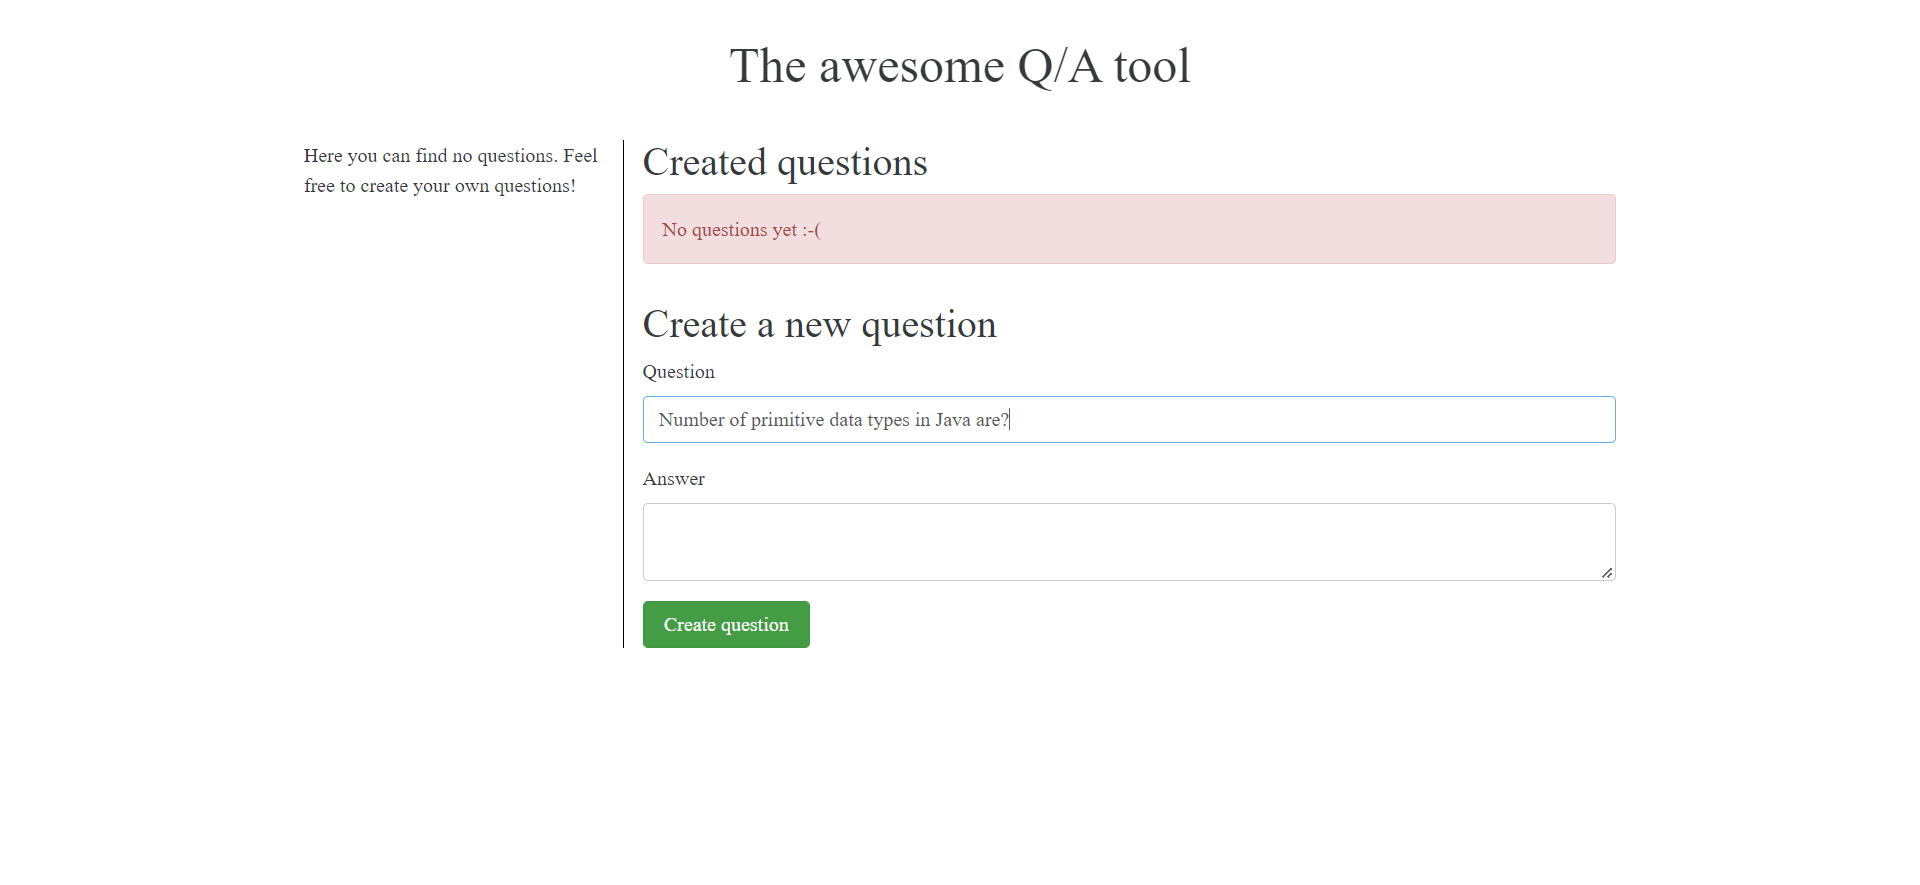 The awesome Q/A tool
Here you can find no questions. Feel
free to create your own questions!
Created questions
No questions yet :-(
Create a new question
Question
Number of primitive data types in Java are?
Answer
Create question